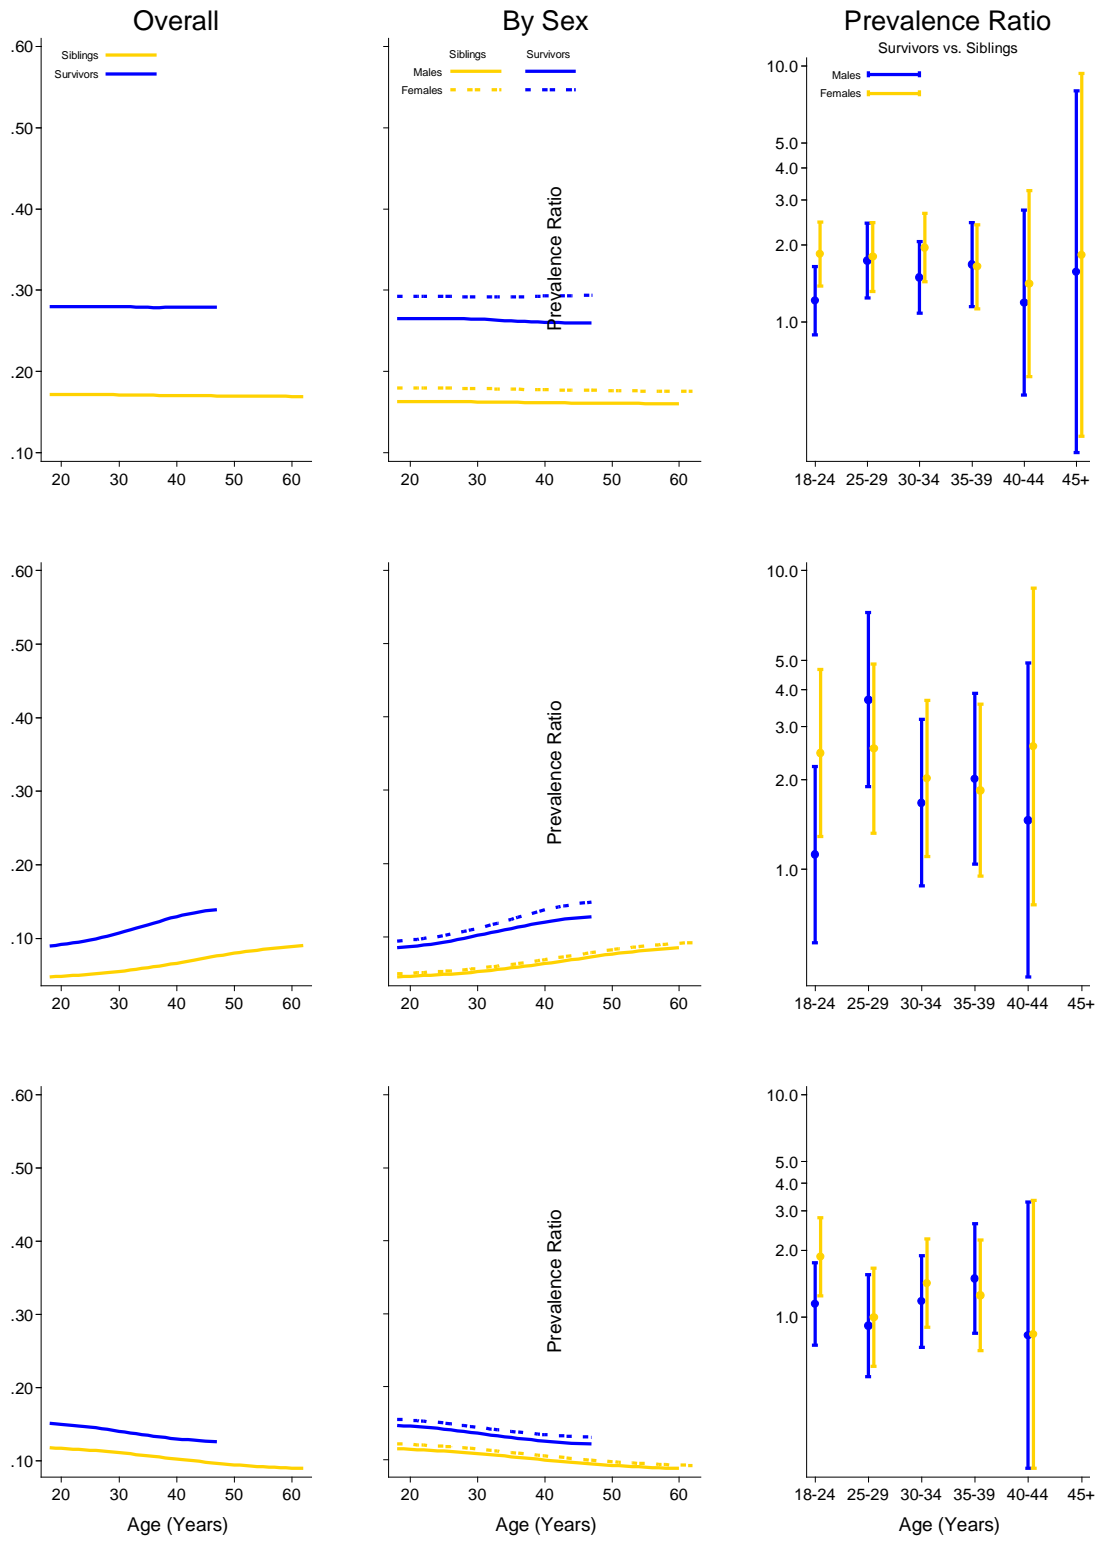 Overall
By Sex
Prevalence Ratio
Survivors vs. Siblings
Siblings
Survivors
Siblings Survivors
Males
Females
Males
Females
.60
.50
.40
.30
.20
.10
20 30 40 50 60
Prevalence Ratio
20 30 40 50 60
10.0
5.0
4.0
3.0
2.0
1.0
18-24 25-29 30-34 35-39 40-44 45+
.60
.50
.40
.30
.20
.10
20 30 40 50 60
Prevalence Ratio
20 30 40 50 60
10.0
5.0
4.0
3.0
2.0
1.0
18-24 25-29 30-34 35-39 40-44 45+
.60
.50
.40
.30
.20
.10
20 30 40 50 60
Age (Years)
Prevalence Ratio
20 30 40 50 60
Age (Years)
10.0
5.0
4.0
3.0
2.0
1.0
18-24 25-29 30-34 35-39 40-44 45+
Age (Years)